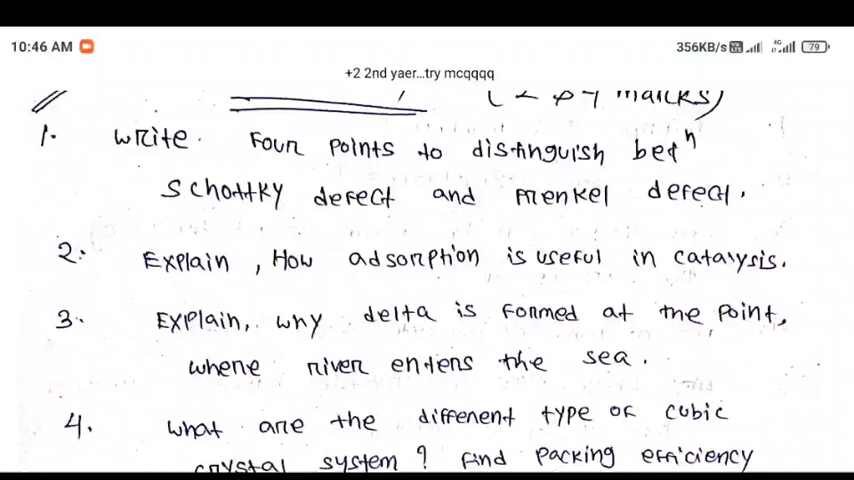 10:46 AM 356KB/s 4G 79
+2 2nd yaer...try mcqqqq
marks)
1. Write. Four points to distinguish betn
Schottky defect and Frenkel defect.
2. Explain, How adsorption is useful in catalysis.
3. Explain, why delta is formed at the point,
where river enters the sea.
4. What are the different type of cubic
crystal system? Find packing efficiency